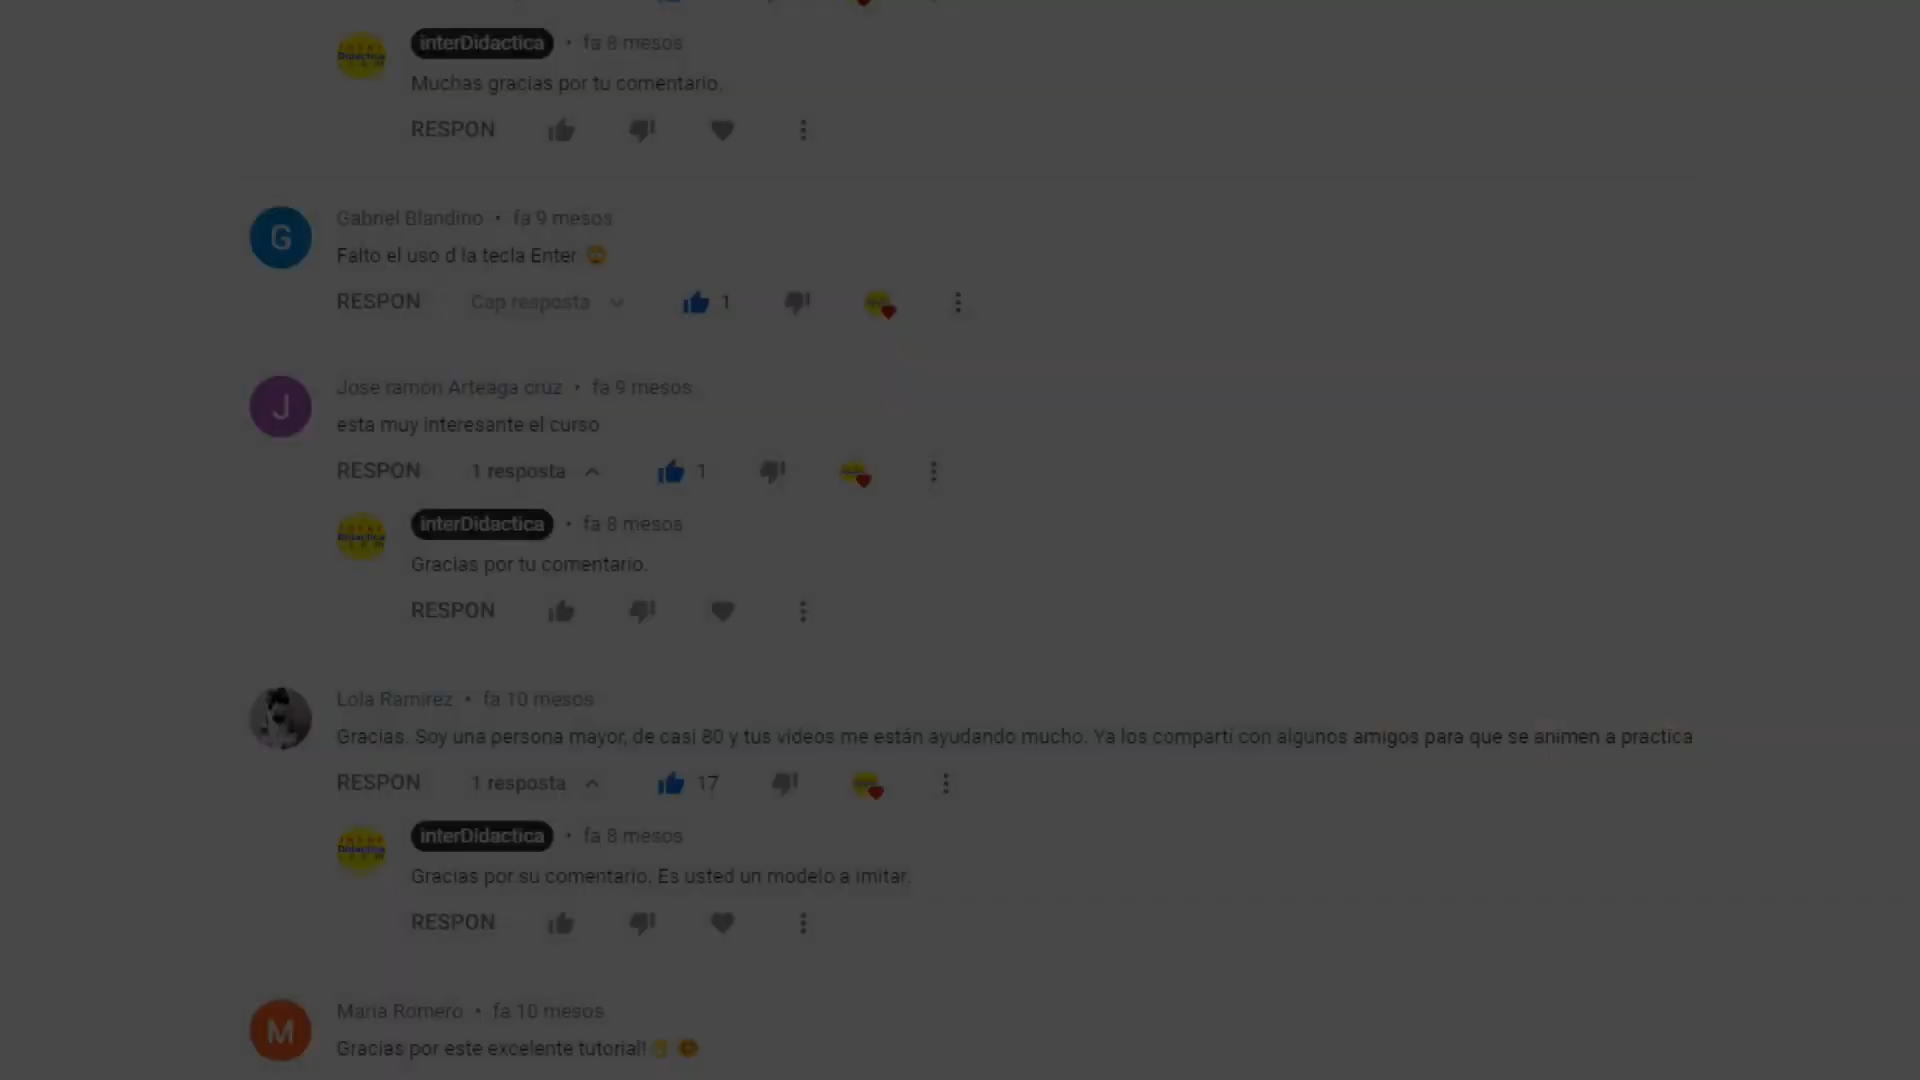 interDidactica • fa 8 mesos
Muchas gracias por tu comentario.
RESPON
G
Gabriel Blandino • fa 9 mesos
Falto el uso d la tecla Enter 🙄
RESPON Cap resposta 1
J
Jose ramon Arteaga cruz • fa 9 mesos
esta muy interesante el curso
RESPON 1 resposta 1
interDidactica • fa 8 mesos
Gracias por tu comentario.
RESPON
Lola Ramirez • fa 10 mesos
Gracias. Soy una persona mayor, de casi 80 y tus videos me están ayudando mucho. Ya los compartí con algunos amigos para que se animen a practica
RESPON 1 resposta 17
interDidactica • fa 8 mesos
Gracias por su comentario. Es usted un modelo a imitar.
RESPON
M
Maria Romero • fa 10 mesos
Gracias por este excelente tutorial!